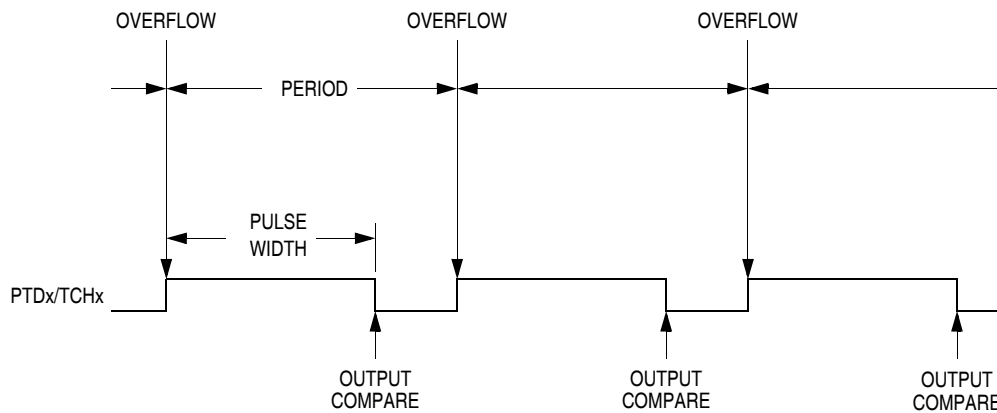 OVERFLOW
OVERFLOW
OVERFLOW
PERIOD
PULSE
WIDTH
PTDx/TCHx
OUTPUT
COMPARE
OUTPUT
COMPARE
OUTPUT
COMPARE